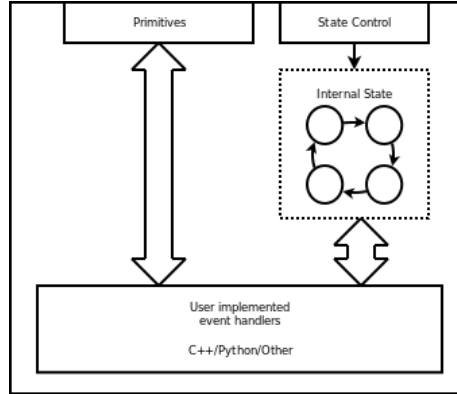 Primitives
State Control
Internal State
User implemented
event handlers
C++/Python/Other